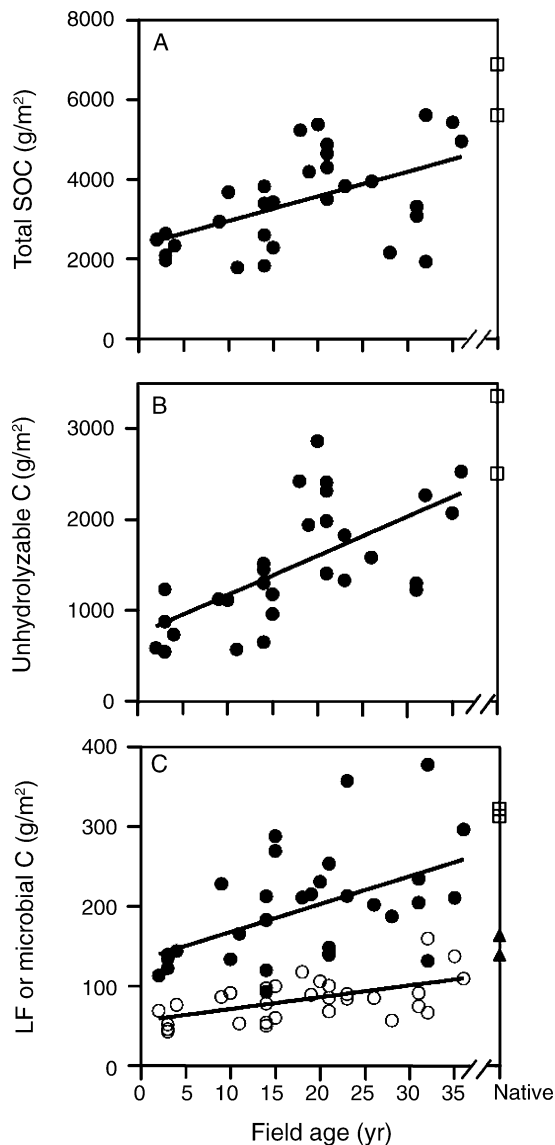 8000
A
6000
4000
2000
0
Total SOC (g/m²)
B
3000
2000
1000
0
Unhydrolyzable C (g/m²)
400
C
300
200
100
0
LF or microbial C (g/m²)
0 5 10 15 20 25 30 35 Native
Field age (yr)